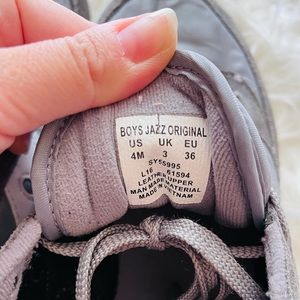 BOYS JAZZ ORIGINAL
US UK EU
4M 3 36
SY55995
L16 61594
LEATHER UPPER
MAN MADE MATERIAL
MADE IN VIETNAM